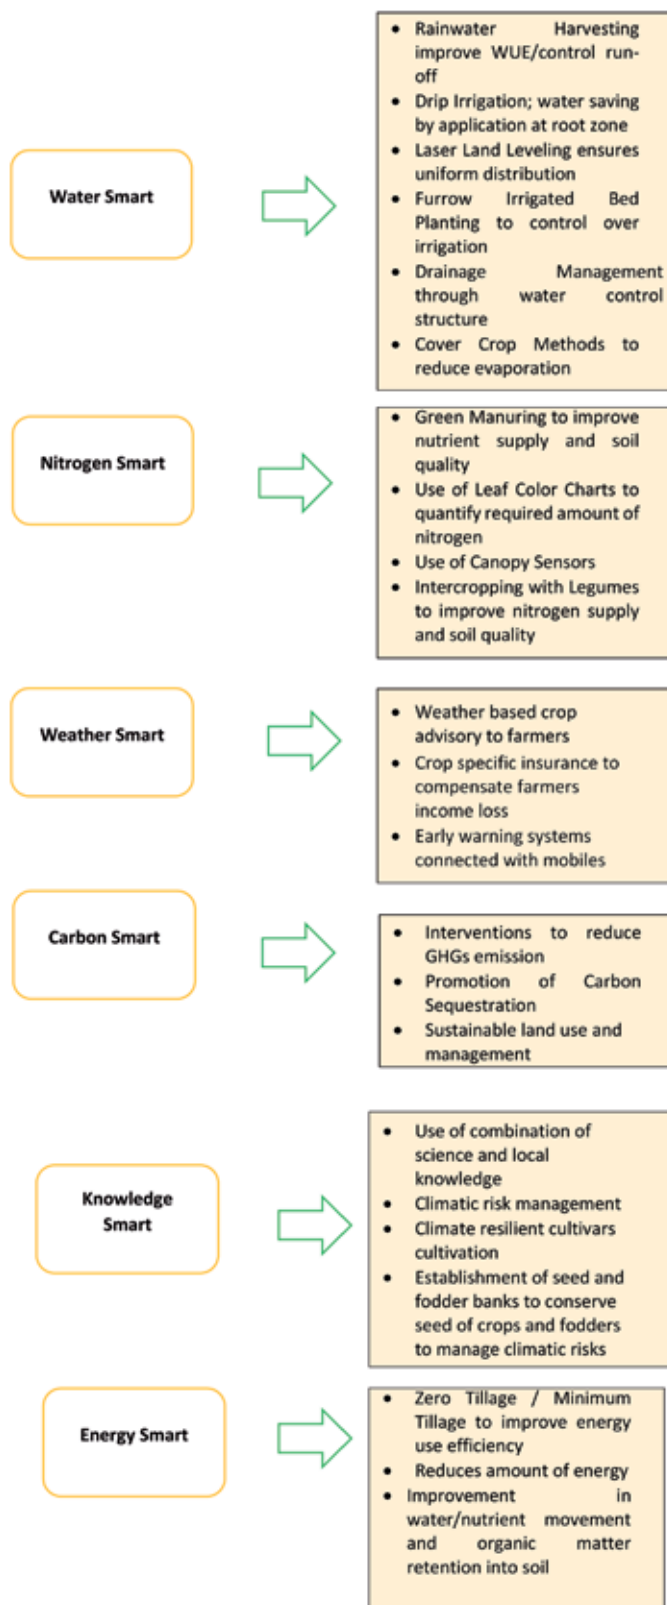 Water Smart
• Rainwater Harvesting
improve WUE/control run-
off
• Drip Irrigation; water saving
by application at root zone
• Laser Land Leveling ensures
uniform distribution
• Furrow Irrigated Bed
Planting to control over
irrigation
• Drainage Management
through water control
structure
• Cover Crop Methods to
reduce evaporation
Nitrogen Smart
• Green Manuring to improve
nutrient supply and soil
quality
• Use of Leaf Color Charts to
quantify required amount of
nitrogen
• Use of Canopy Sensors
• Intercropping with Legumes
to improve nitrogen supply
and soil quality
Weather Smart
• Weather based crop
advisory to farmers
• Crop specific insurance to
compensate farmers
income loss
• Early warning systems
connected with mobiles
Carbon Smart
• Interventions to reduce
GHGs emission
• Promotion of Carbon
Sequestration
• Sustainable land use and
management
Knowledge
Smart
• Use of combination of
science and local
knowledge
• Climatic risk management
• Climate resilient cultivars
cultivation
• Establishment of seed and
fodder banks to conserve
seed of crops and fodders
to manage climatic risks
Energy Smart
• Zero Tillage / Minimum
Tillage to improve energy
use efficiency
• Reduces amount of energy
• Improvement in
water/nutrient movement
and organic matter
retention into soil